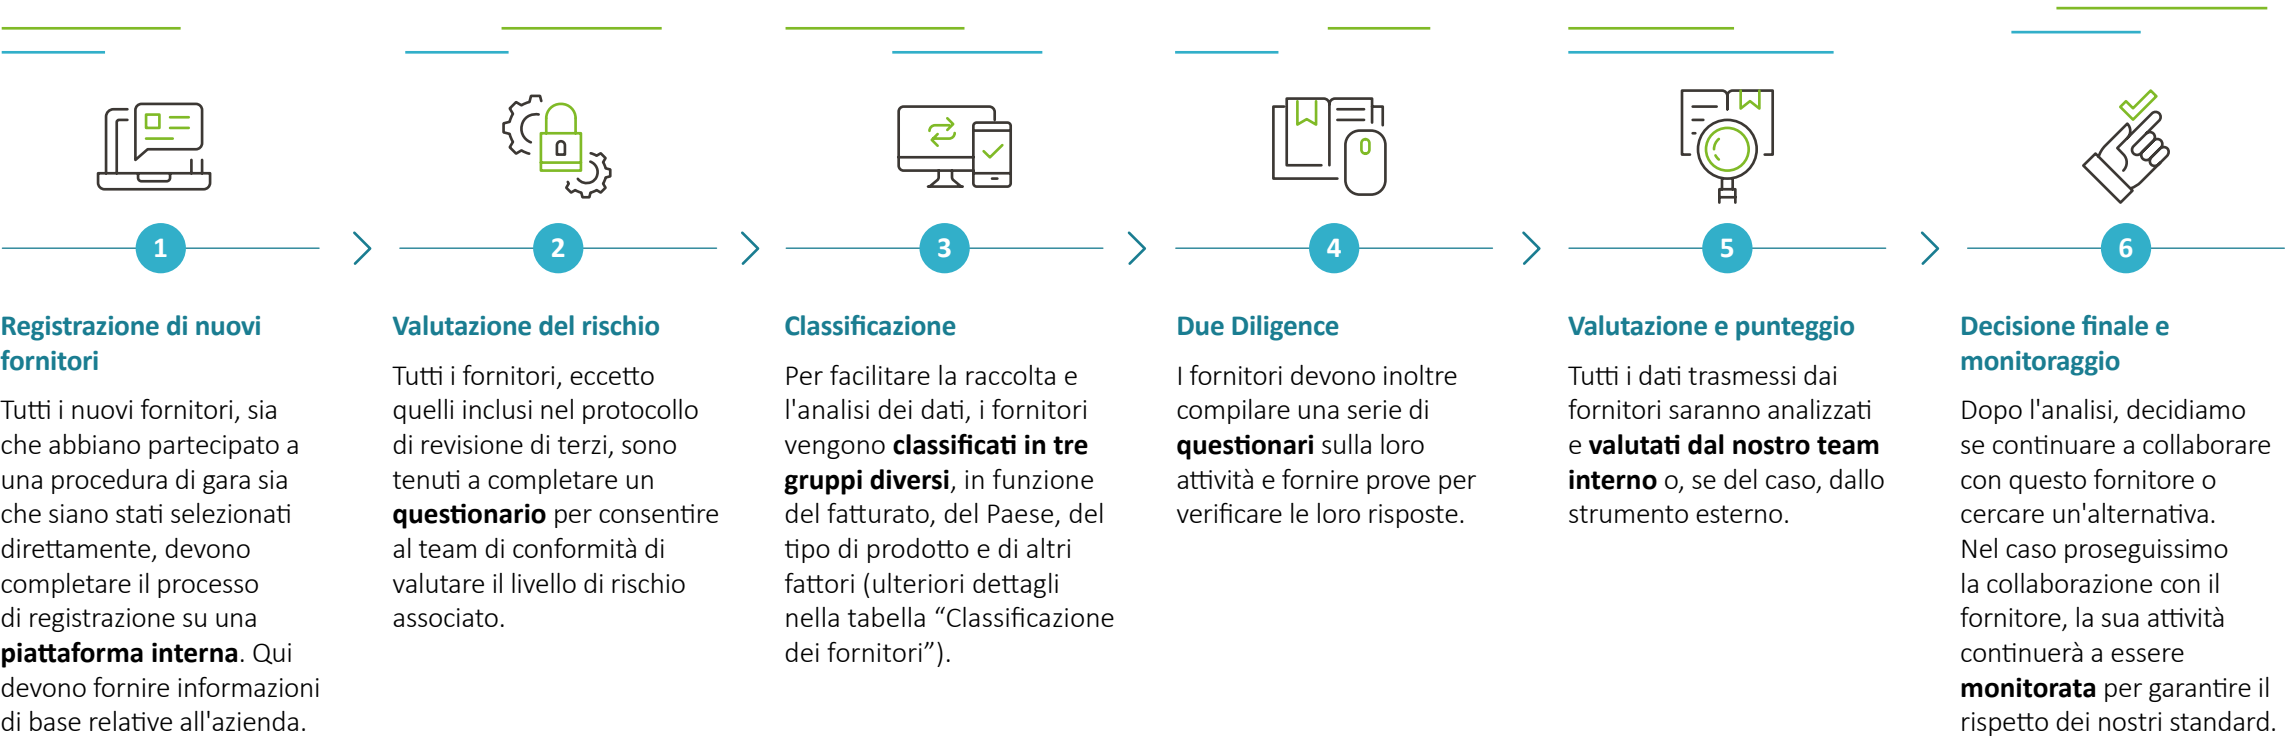 1
Registrazione di nuovi
fornitori
Tutti i nuovi fornitori, sia
che abbiano partecipato a
una procedura di gara sia
che siano stati selezionati
direttamente, devono
completare il processo
di registrazione su una
piattaforma interna. Qui
devono fornire informazioni
di base relative all'azienda.
2
Valutazione del rischio
Tutti i fornitori, eccetto
quelli inclusi nel protocollo
di revisione di terzi, sono
tenuti a completare un
questionario per consentire
al team di conformità di
valutare il livello di rischio
associato.
3
Classificazione
Per facilitare la raccolta e
l'analisi dei dati, i fornitori
vengono classificati in tre
gruppi diversi, in funzione
del fatturato, del Paese, del
tipo di prodotto e di altri
fattori (ulteriori dettagli
nella tabella “Classificazione
dei fornitori”).
4
Due Diligence
I fornitori devono inoltre
compilare una serie di
questionari sulla loro
attività e fornire prove per
verificare le loro risposte.
5
Valutazione e punteggio
Tutti i dati trasmessi dai
fornitori saranno analizzati
e valutati dal nostro team
interno o, se del caso, dallo
strumento esterno.
6
Decisione finale e
monitoraggio
Dopo l'analisi, decidiamo
se continuare a collaborare
con questo fornitore o
cercare un'alternativa.
Nel caso proseguissimo
la collaborazione con il
fornitore, la sua attività
continuerà a essere
monitorata per garantire il
rispetto dei nostri standard.